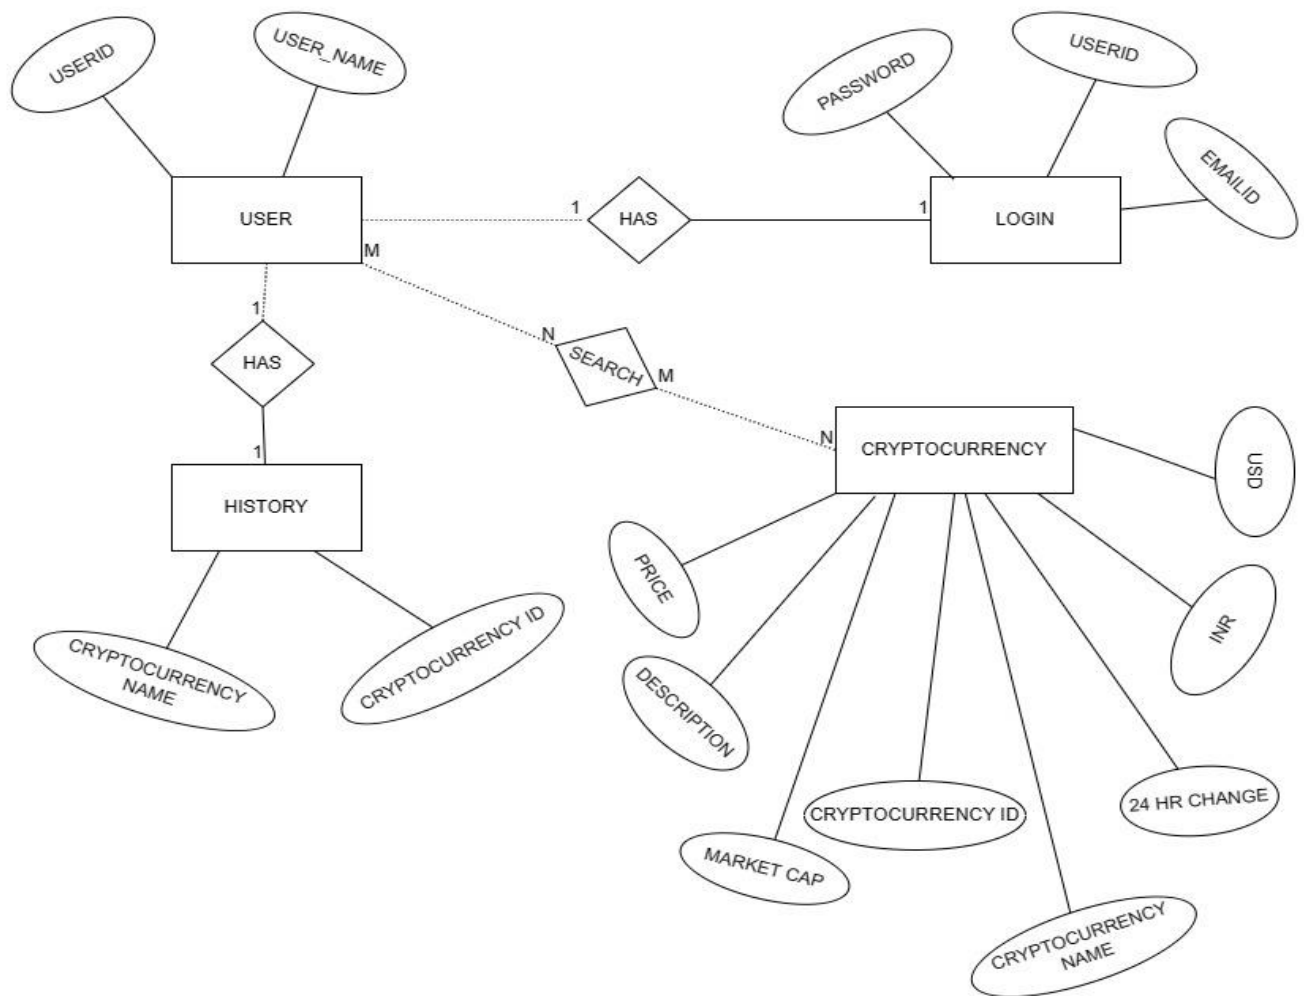 USERID
USER_NAME
PASSWORD
USERID
EMAILID
USER
1
HAS
1
LOGIN
M
1
HAS
1
N
SEARCH
M
N
CRYPTOCURRENCY
USD
HISTORY
PRICE
INR
CRYPTOCURRENCY
NAME
CRYPTOCURRENCY ID
DESCRIPTION
24 HR CHANGE
CRYPTOCURRENCY ID
MARKET CAP
CRYPTOCURRENCY
NAME